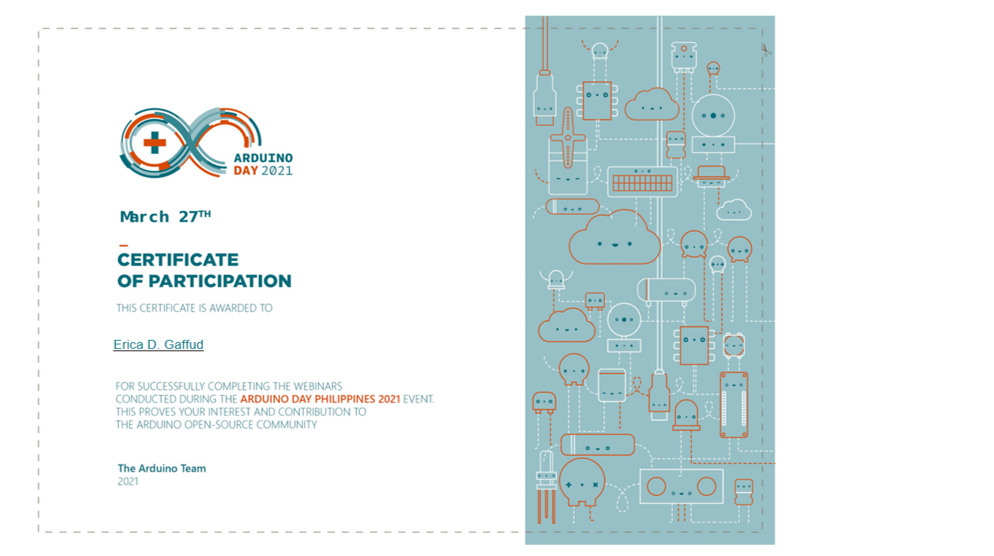 ARDUINO
DAY 2021
March 27TH
CERTIFICATE
OF PARTICIPATION
THIS CERTIFICATE IS AWARDED TO
Erica D. Gaffud
FOR SUCCESSFULLY COMPLETING THE WEBINARS
CONDUCTED DURING THE ARDUINO DAY PHILIPPINES 2021 EVENT.
THIS PROVES YOUR INTEREST AND CONTRIBUTION TO
THE ARDUINO OPEN-SOURCE COMMUNITY
The Arduino Team
2021